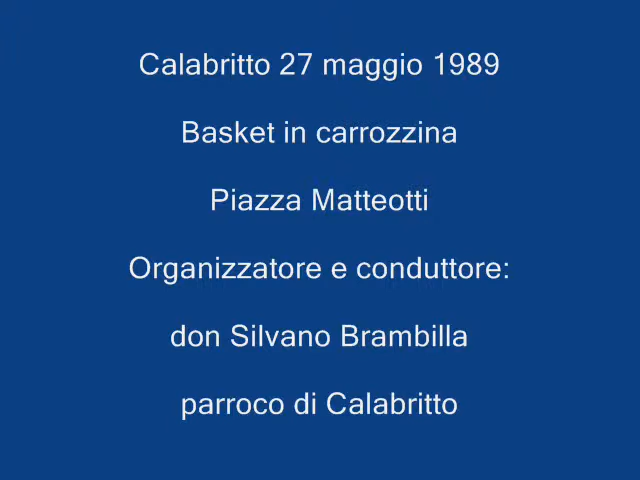 Calabritto 27 maggio 1989
Basket in carrozzina
Piazza Matteotti
Organizzatore e conduttore:
don Silvano Brambilla
parroco di Calabritto